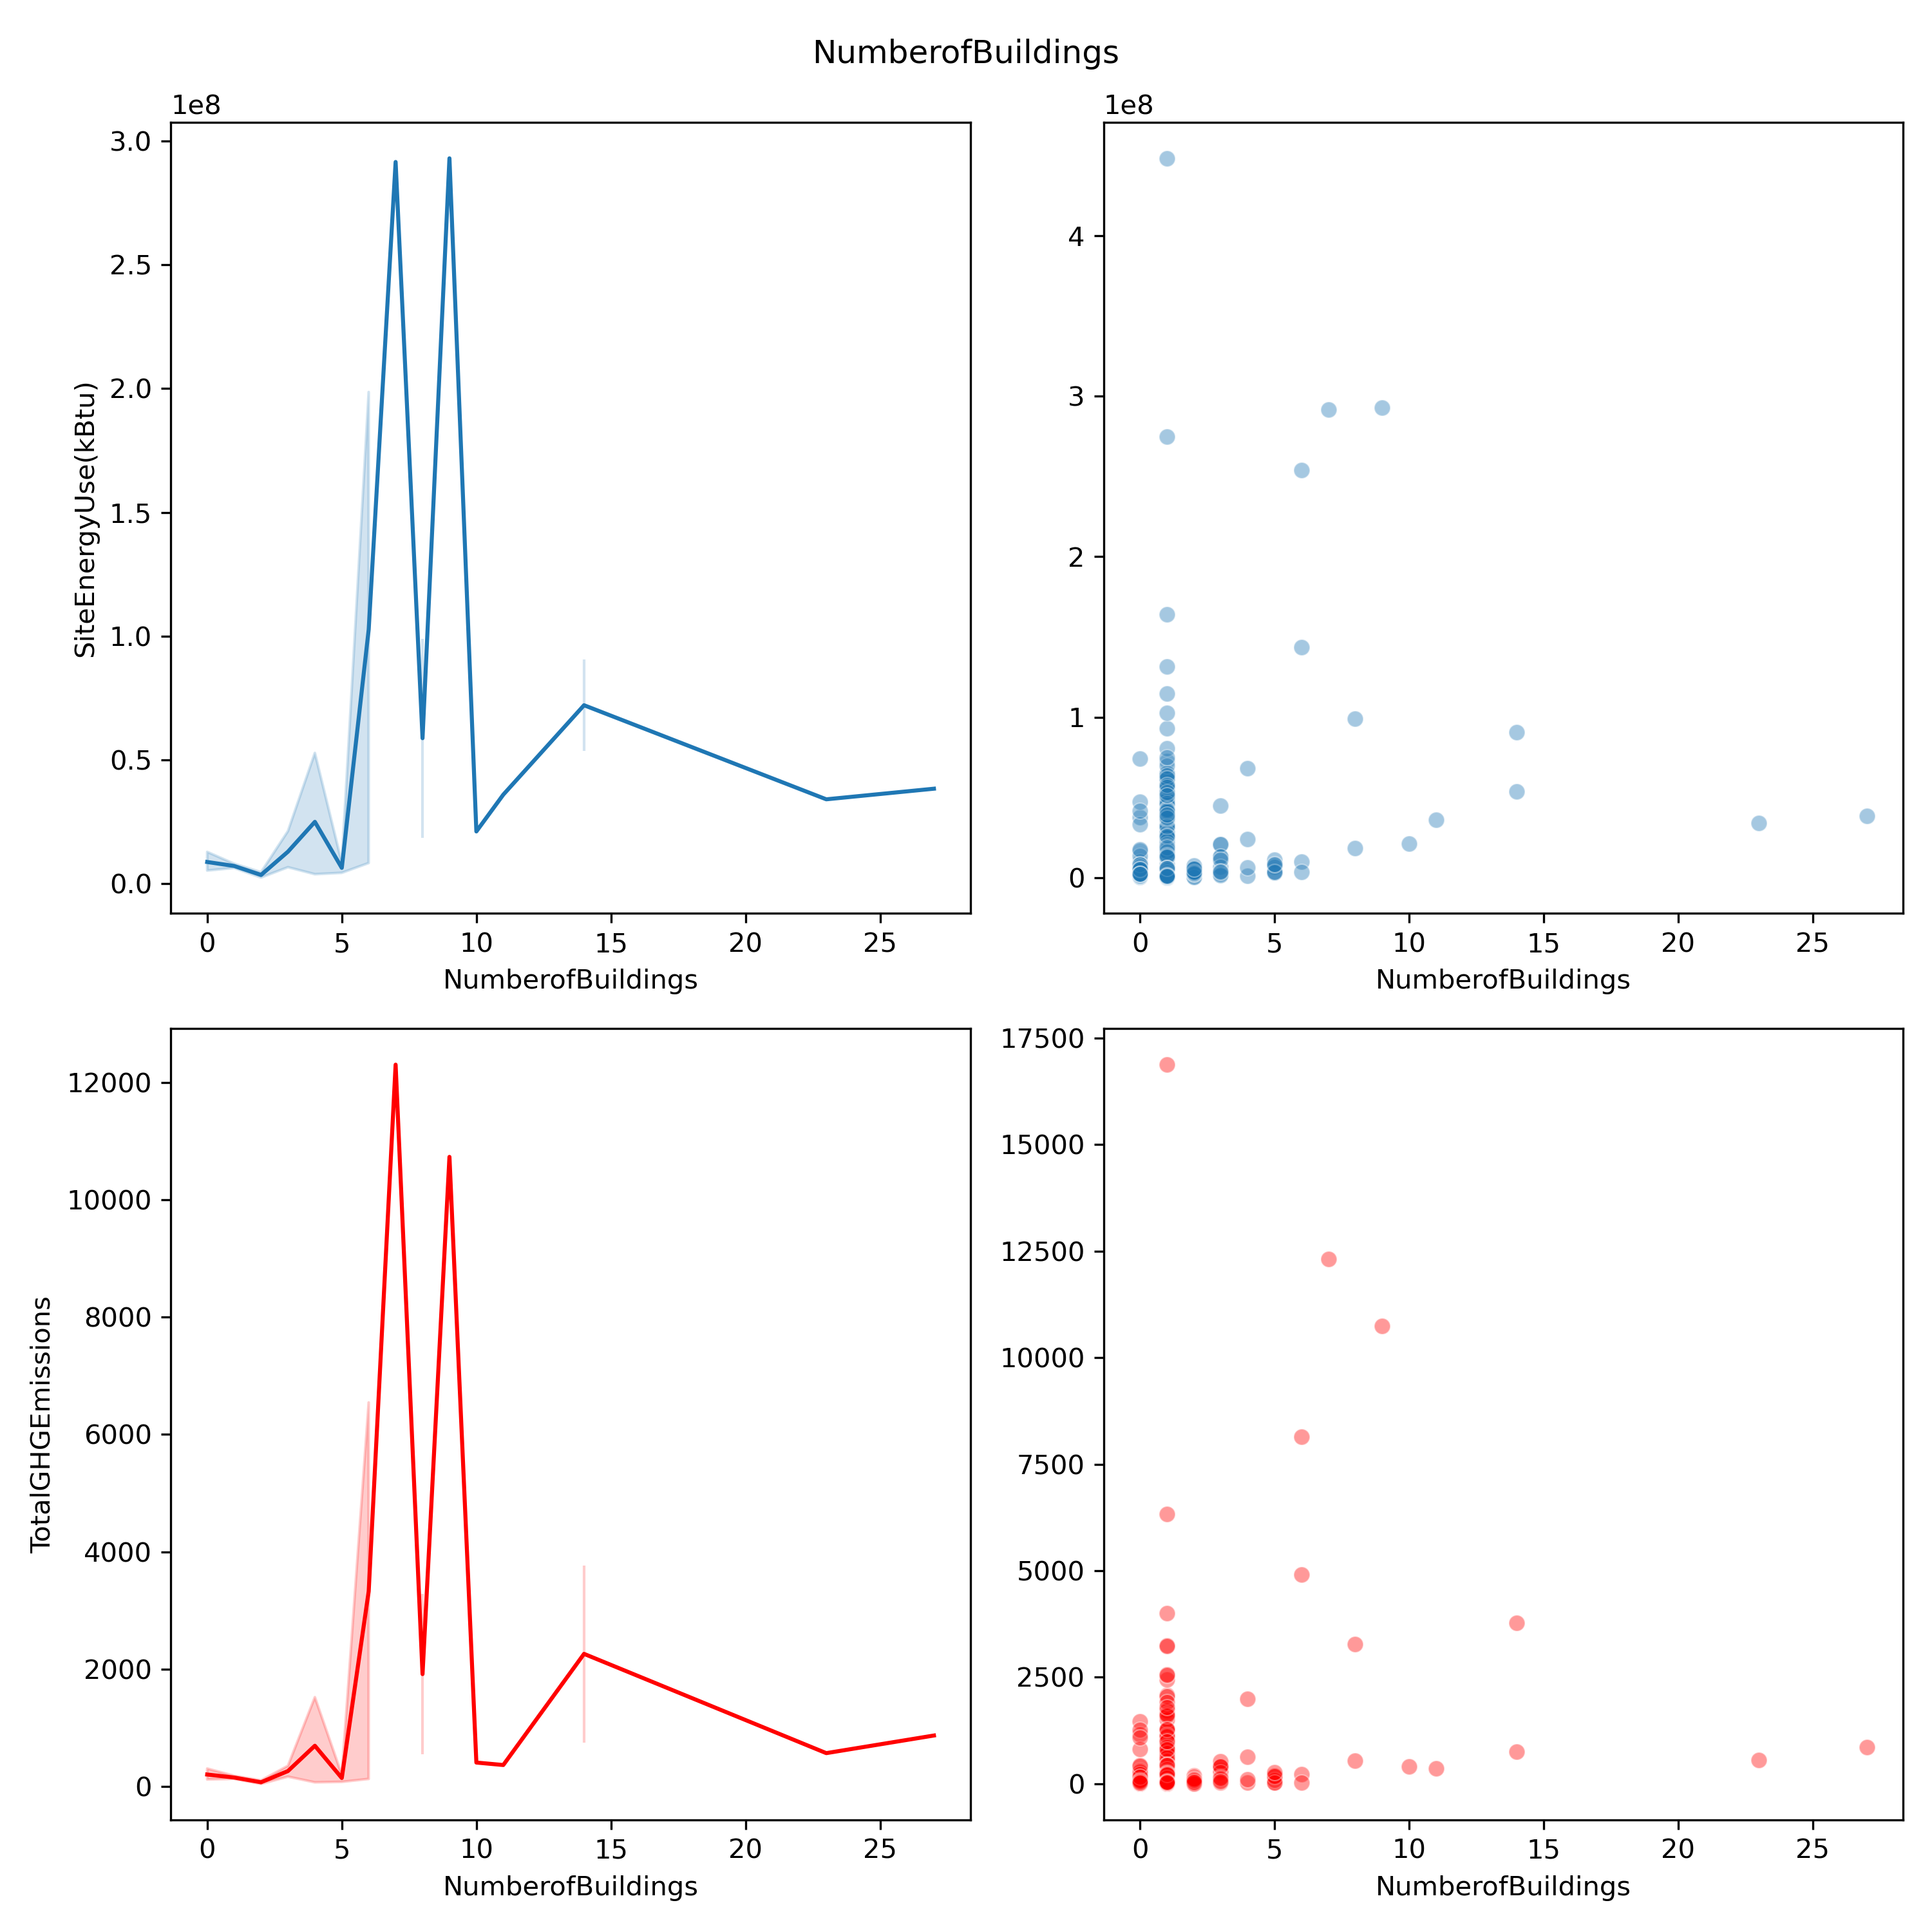 NumberofBuildings
1e8
3.0
2.5
2.0
1.5
1.0
0.5
0.0
SiteEnergyUse(kBtu)
0 5 10 15 20 25
NumberofBuildings
1e8
4
3
2
1
0
0 5 10 15 20 25
NumberofBuildings
12000
10000
8000
6000
4000
2000
0
TotalGHGEmissions
0 5 10 15 20 25
NumberofBuildings
17500
15000
12500
10000
7500
5000
2500
0
0 5 10 15 20 25
NumberofBuildings